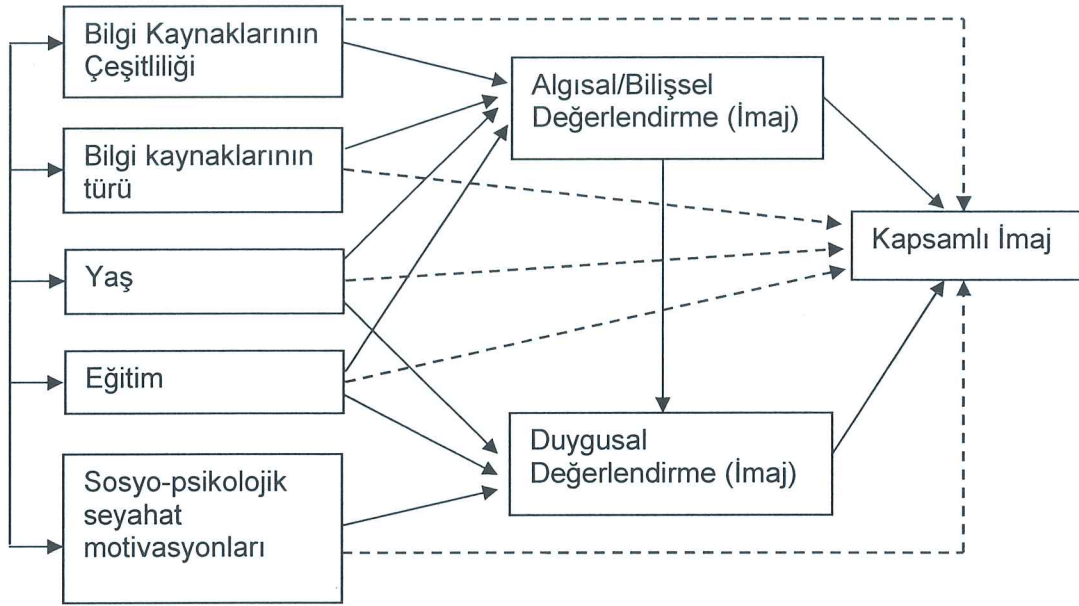 Bilgi Kaynaklarının
Çeşitliliği
Bilgi kaynaklarının
türü
Yaş
Eğitim
Sosyo-psikolojik
seyahat
motivasyonları
Algısal/Bilişsel
Değerlendirme (İmaj)
Duygusal
Değerlendirme (İmaj)
Kapsamlı İmaj